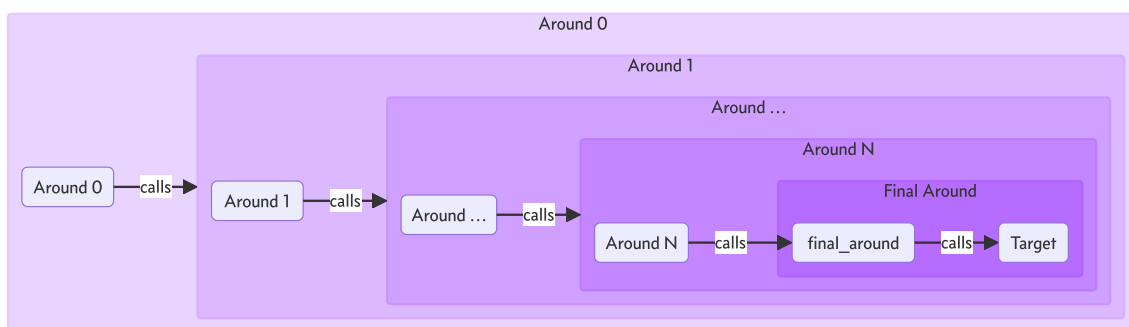 Around 0
Around 1
Around ...
Around N
Final Around
Around 0
calls
Around 1
calls
Around ...
calls
Around N
calls
final_around
calls
Target